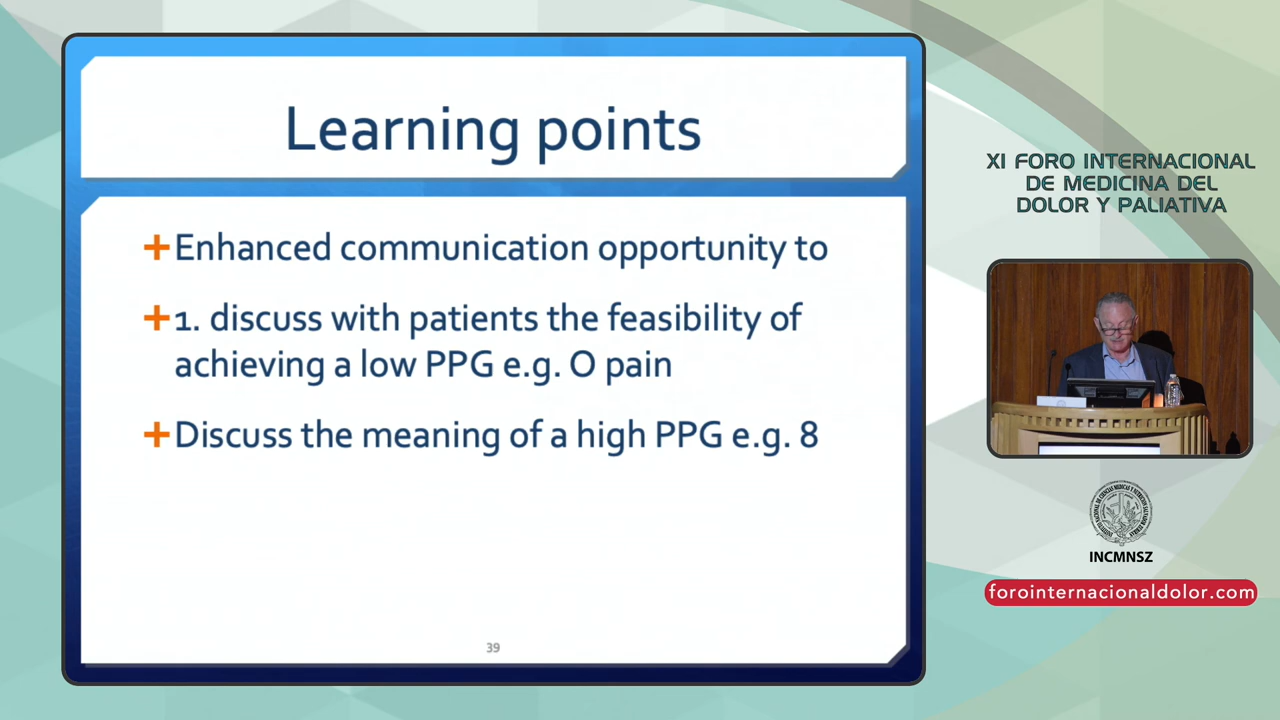 Learning points
Enhanced communication opportunity to
1. discuss with patients the feasibility of
achieving a low PPG e.g. O pain
Discuss the meaning of a high PPG e.g. 8
39
XI FORO INTERNACIONAL
DE MEDICINA DEL
DOLOR Y PALIATIVA
INCMNSZ
forointernacionaldolor.com